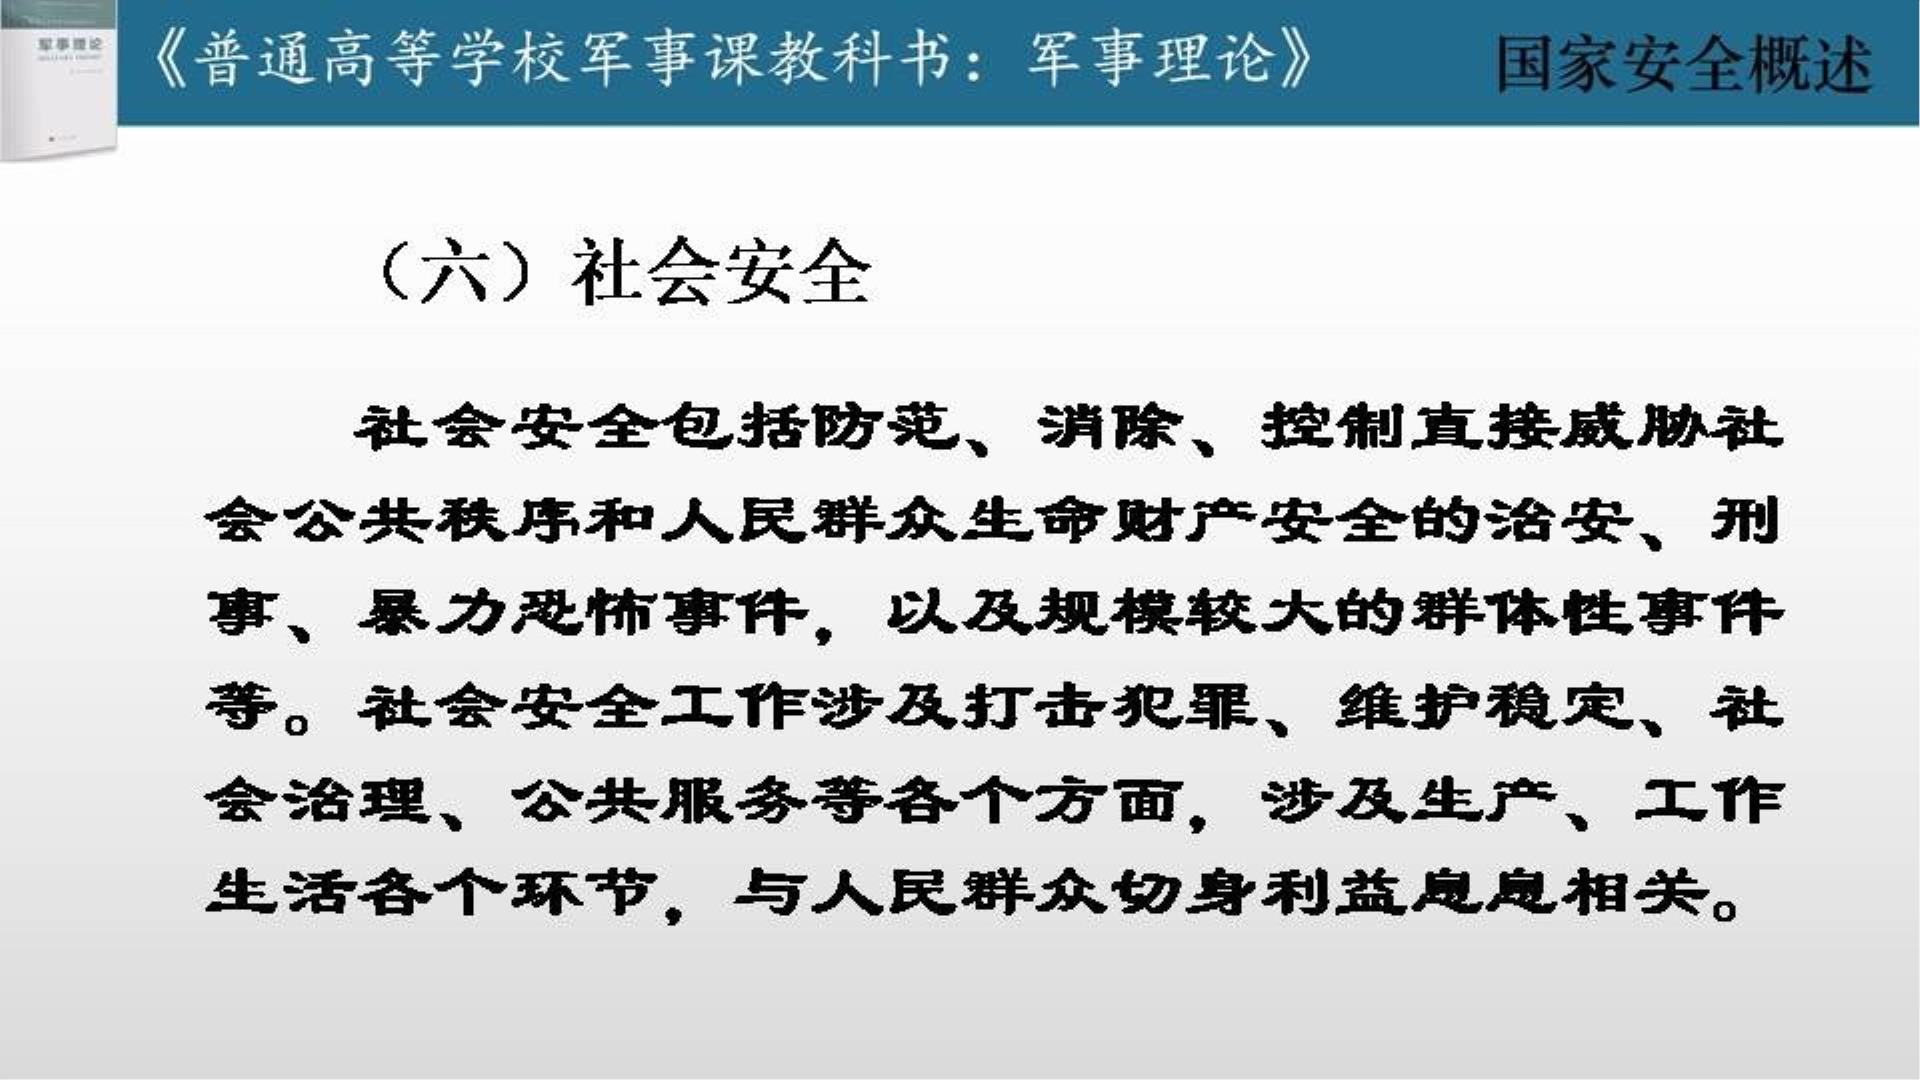 军事理论
《普通高等学校军事课教科书：军事理论》
国家安全概述
（六）社会安全
社会安全包括防范、消除、控制直接威胁社
会公共秩序和人民群众生命财产安全的治安、刑
事、暴力恐怖事件，以及规模较大的群体性事件
等。社会安全工作涉及打击犯罪、维护稳定、社
会治理、公共服务等各个方面，涉及生产、工作
生活各个环节，与人民群众切身利益息息相关。